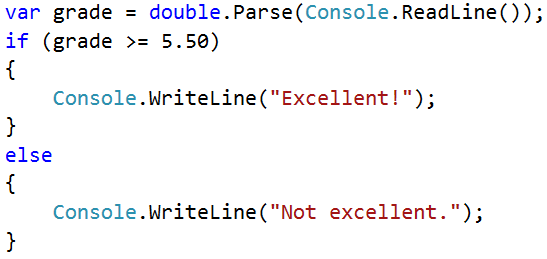 var grade = double.Parse(Console.ReadLine());
if (grade >= 5.50)
{
    Console.WriteLine("Excellent!");
}
else
{
    Console.WriteLine("Not excellent.");
}